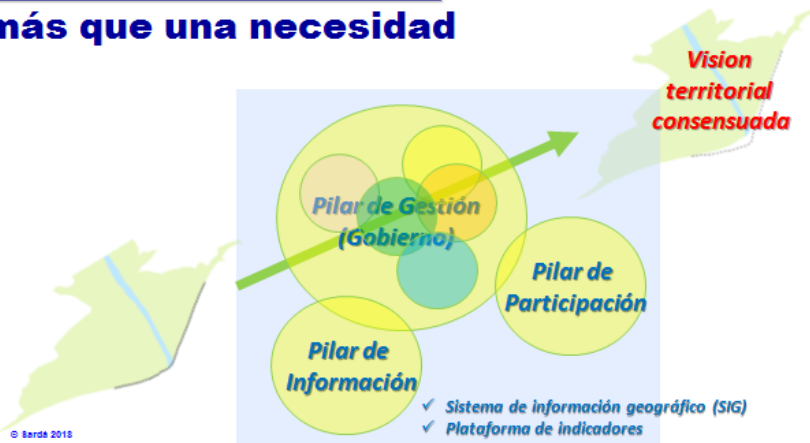 más que una necesidad
Vision
territorial
consensuada
Pilar de Gestión
(Gobierno)
Pilar de
Participación
Pilar de
Información
✓ Sistema de información geográfico (SIG)
✓ Plataforma de indicadores
© Sardá 2018